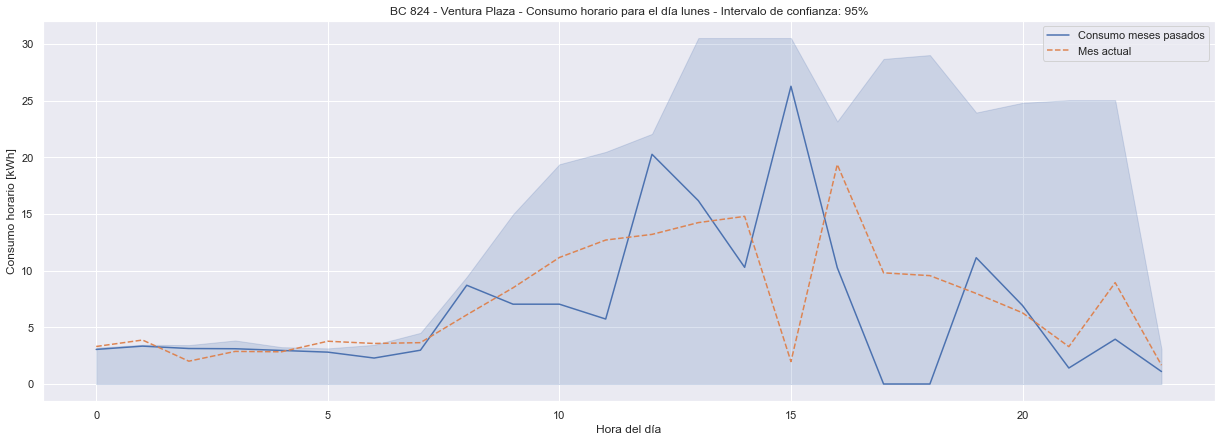 BC 824 - Ventura Plaza - Consumo horario para el día lunes - Intervalo de confianza: 95%
Consumo meses pasados
Mes actual
Consumo horario [kWh]
30
25
20
15
10
5
0
0 5 10 15 20
Hora del día